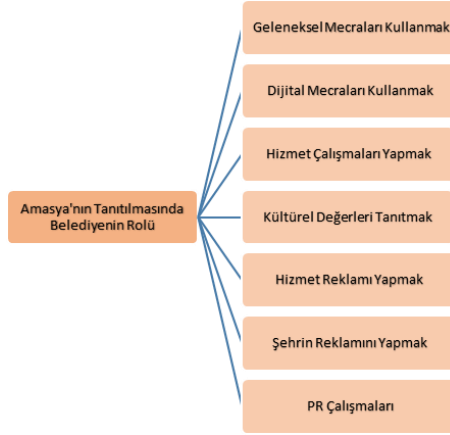 Geleneksel Mecraları Kullanmak
Dijital Mecraları Kullanmak
Hizmet Çalışmaları Yapmak
Amasya'nın Tanıtılmasında
Belediyenin Rolü
Kültürel Değerleri Tanıtmak
Hizmet Reklamı Yapmak
Şehrin Reklamını Yapmak
PR Çalışmaları